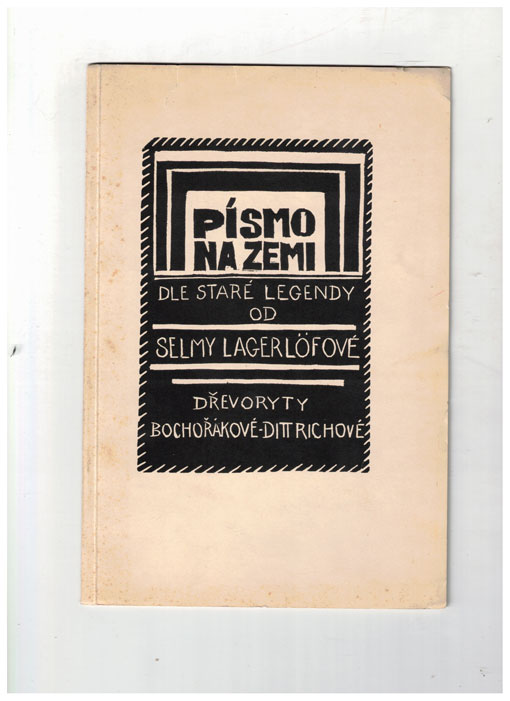 PÍSMO
NA ZEMI
DLE STARÉ LEGENDY
OD
SELMY LAGERLÖFOVÉ
DŘEVORYTY
BOCHOŘÁKOVÉ-DITTRICHOVÉ